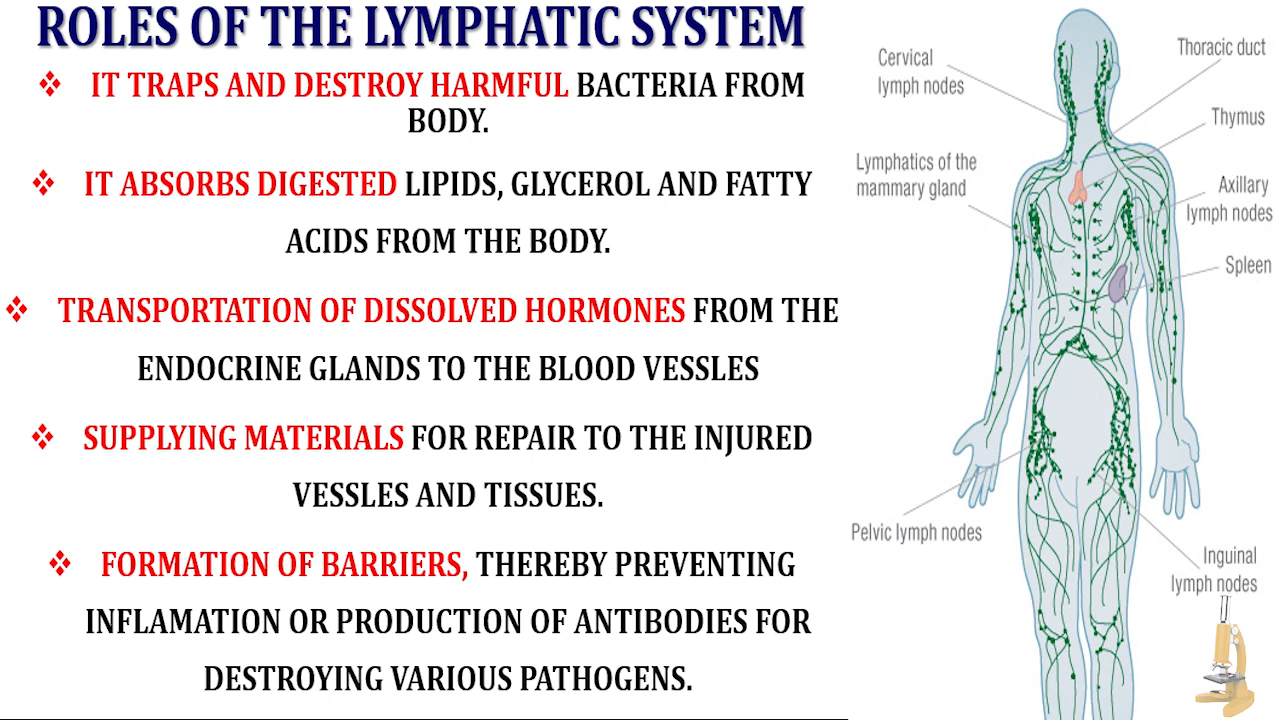 ROLES OF THE LYMPHATIC SYSTEM
❖ IT TRAPS AND DESTROY HARMFUL BACTERIA FROM
BODY.
❖ IT ABSORBS DIGESTED LIPIDS, GLYCEROL AND FATTY
ACIDS FROM THE BODY.
❖ TRANSPORTATION OF DISSOLVED HORMONES FROM THE
ENDOCRINE GLANDS TO THE BLOOD VESSLES
❖ SUPPLYING MATERIALS FOR REPAIR TO THE INJURED
VESSLES AND TISSUES.
❖ FORMATION OF BARRIERS, THEREBY PREVENTING
INFLAMATION OR PRODUCTION OF ANTIBODIES FOR
DESTROYING VARIOUS PATHOGENS.
Cervical
lymph nodes
Thoracic duct
Thymus
Lymphatics of the
mammary gland
Axillary
lymph nodes
Spleen
Pelvic lymph nodes
Inguinal
lymph nodes